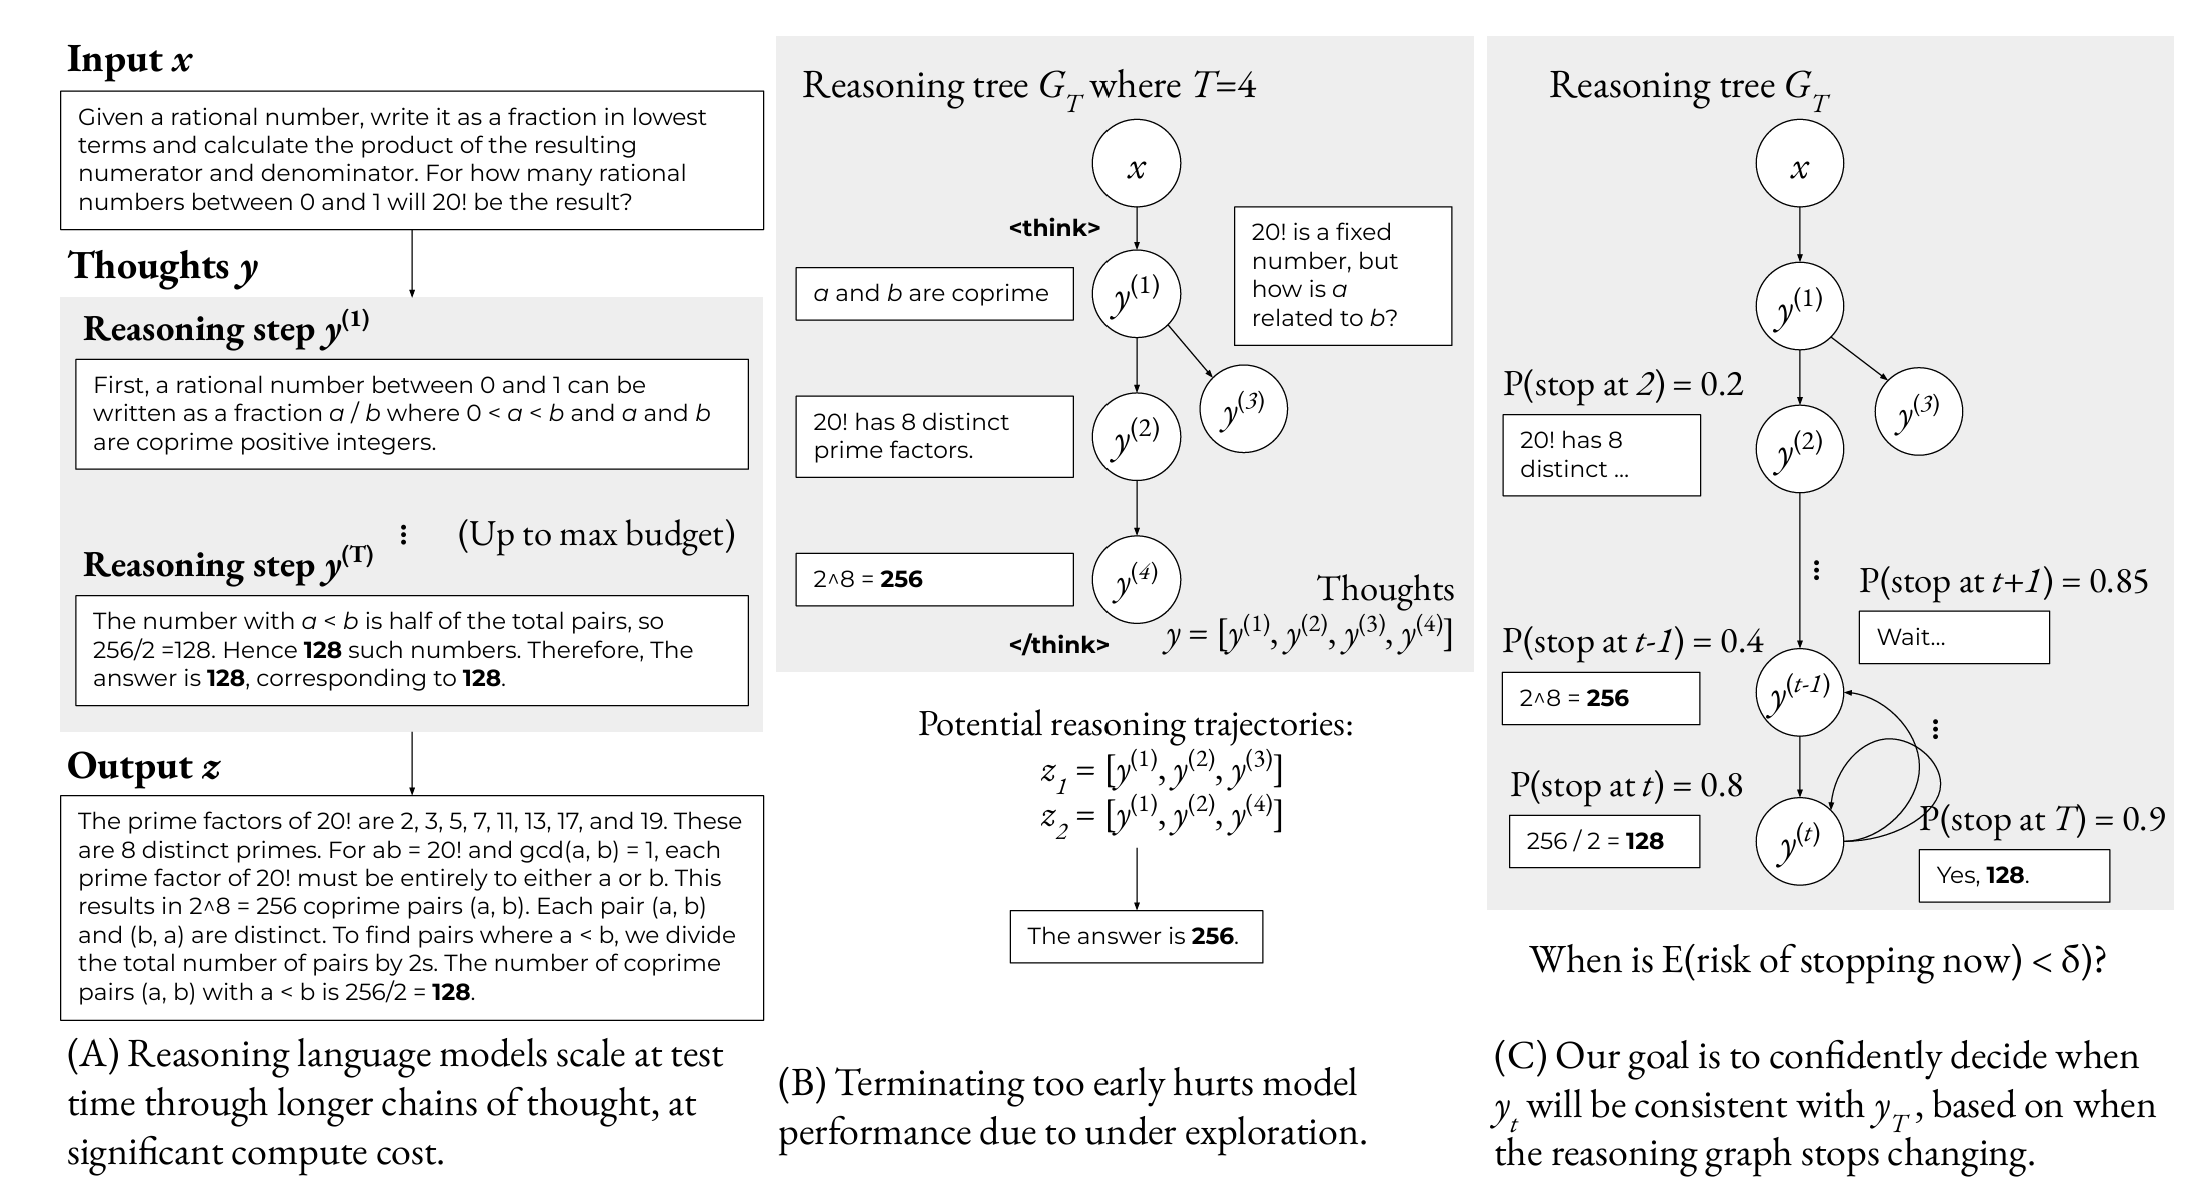 Input x
Given a rational number, write it as a fraction in lowest
terms and calculate the product of the resulting
numerator and denominator. For how many rational
numbers between 0 and 1 will 20! be the result?
Thoughts y
Reasoning step y(1)
First, a rational number between 0 and 1 can be
written as a fraction a / b where 0 < a < b and a and b
are coprime positive integers.
⋮ (Up to max budget)
Reasoning step y(T)
The number with a < b is half of the total pairs, so
256/2 =128. Hence 128 such numbers. Therefore, The
answer is 128, corresponding to 128.
Output z
The prime factors of 20! are 2, 3, 5, 7, 11, 13, 17, and 19. These
are 8 distinct primes. For ab = 20! and gcd(a, b) = 1, each
prime factor of 20! must be entirely to either a or b. This
results in 2^8 = 256 coprime pairs (a, b). Each pair (a, b)
and (b, a) are distinct. To find pairs where a < b, we divide
the total number of pairs by 2s. The number of coprime
pairs (a, b) with a < b is 256/2 = 128.
(A) Reasoning language models scale at test
time through longer chains of thought, at
significant compute cost.
Reasoning tree G_T where T=4
x
<think>
20! is a fixed
number, but
how is a
related to b?
a and b are coprime
y(1)
y(3)
20! has 8 distinct
prime factors.
y(2)
2^8 = 256
y(4)
</think>
Thoughts
y = [y(1), y(2), y(3), y(4)]
Potential reasoning trajectories:
z_1 = [y(1), y(2), y(3)]
z_2 = [y(1), y(2), y(4)]
The answer is 256.
(B) Terminating too early hurts model
performance due to under exploration.
Reasoning tree G_T
x
y(1)
P(stop at 2) = 0.2
20! has 8
distinct ...
y(2)
y(3)
⋮
P(stop at t+1) = 0.85
Wait...
P(stop at t-1) = 0.4
2^8 = 256
y(t-1)
⋮
P(stop at t) = 0.8
256 / 2 = 128
y(t)
P(stop at T) = 0.9
Yes, 128.
When is E(risk of stopping now) < δ)?
(C) Our goal is to confidently decide when
y_t will be consistent with y_T , based on when
the reasoning graph stops changing.